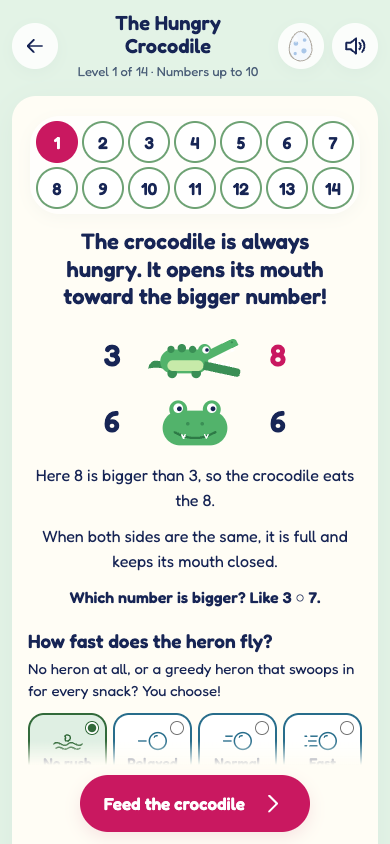 The Hungry
Crocodile
Level 1 of 14 · Numbers up to 10
1 2 3 4 5 6 7
8 9 10 11 12 13 14
The crocodile is always
hungry. It opens its mouth
toward the bigger number!
3 8
6 6
Here 8 is bigger than 3, so the crocodile eats
the 8.
When both sides are the same, it is full and
keeps its mouth closed.
Which number is bigger? Like 3 ○ 7.
How fast does the heron fly?
No heron at all, or a greedy heron that swoops in
for every snack? You choose!
No rush Relaxed Normal Fast
Feed the crocodile